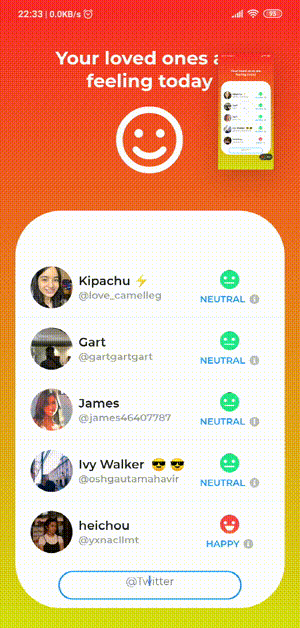 22:33 | 0.0KB/s
95
Your loved ones a
feeling today
Kipachu ⚡
@love_camelleg
NEUTRAL
Gart
@gartgartgart
NEUTRAL
James
@james46407787
NEUTRAL
Ivy Walker 😎 😎
@oshgautamahavir
NEUTRAL
heichou
@yxnacllmt
HAPPY
@Twitter